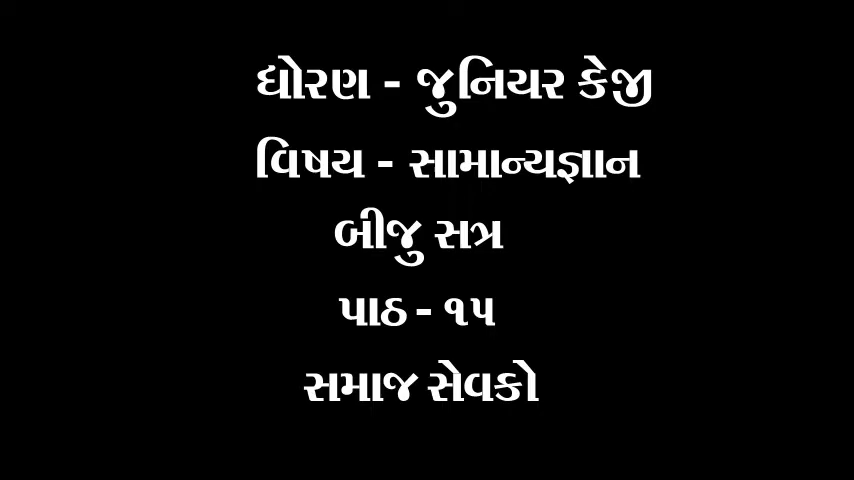 ધોરણ - જુનિયર કેજી
વિષય - સામાન્યજ્ઞાન
બીજુ સત્ર
પાઠ - ૧૫
સમાજ સેવકો